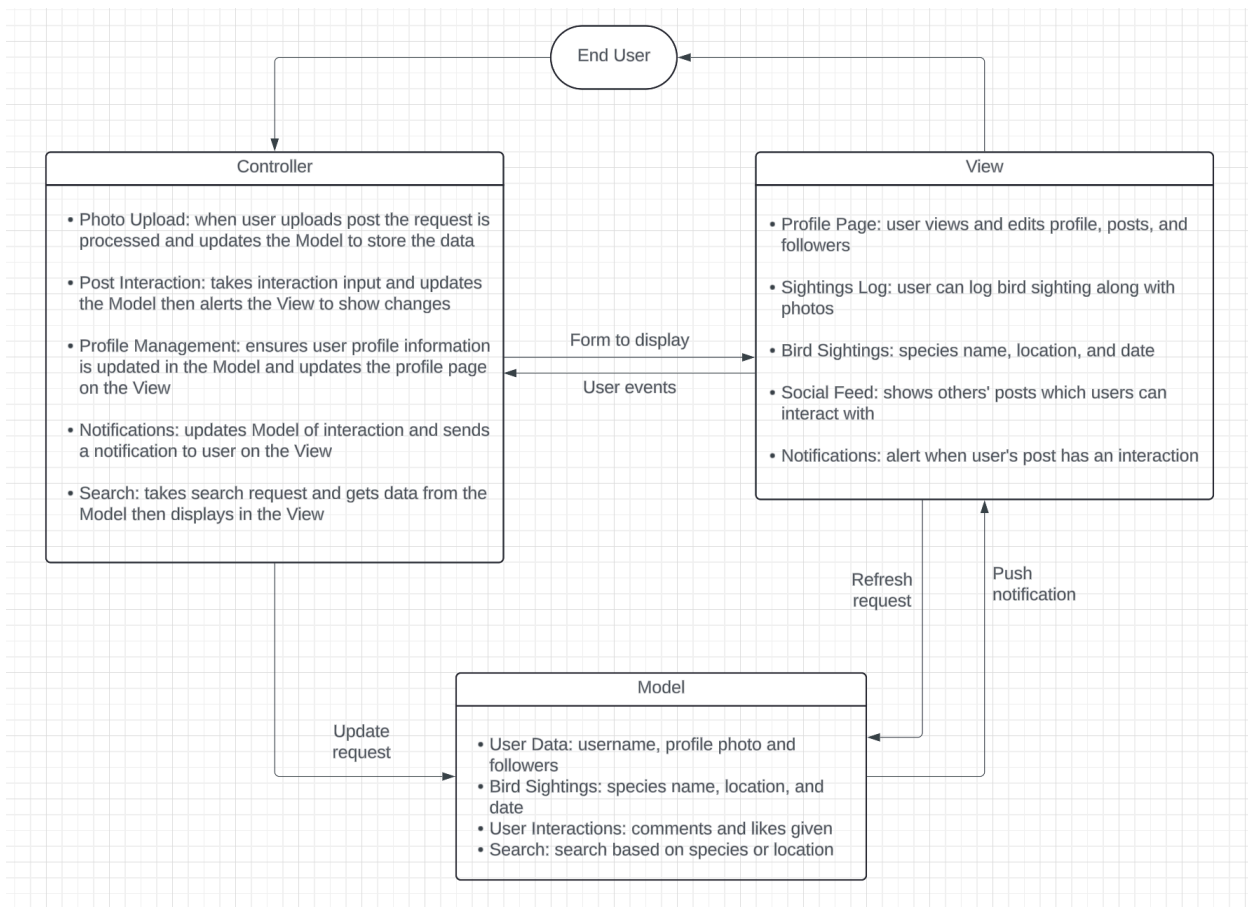 End User
Controller
• Photo Upload: when user uploads post the request is
processed and updates the Model to store the data
• Post Interaction: takes interaction input and updates
the Model then alerts the View to show changes
• Profile Management: ensures user profile information
is updated in the Model and updates the profile page
on the View
• Notifications: updates Model of interaction and sends
a notification to user on the View
• Search: takes search request and gets data from the
Model then displays in the View
Form to display
User events
View
• Profile Page: user views and edits profile, posts, and
followers
• Sightings Log: user can log bird sighting along with
photos
• Bird Sightings: species name, location, and date
• Social Feed: shows others' posts which users can
interact with
• Notifications: alert when user's post has an interaction
Refresh
request
Push
notification
Update
request
Model
• User Data: username, profile photo and
followers
• Bird Sightings: species name, location, and
date
• User Interactions: comments and likes given
• Search: search based on species or location